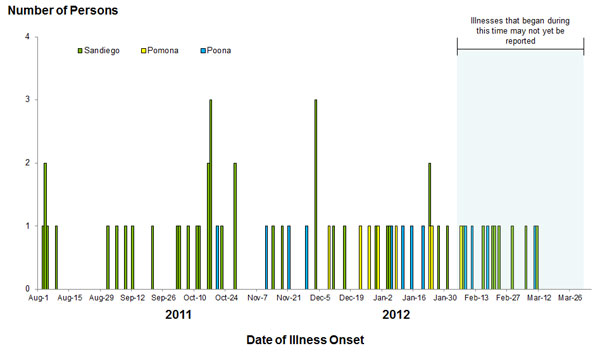 Number of Persons
Illnesses that began during
this time may not yet be
reported
4
Sandiego Pomona Poona
3
2
1
0
Aug-1 Aug-15 Aug-29 Sep-12 Sep-26 Oct-10 Oct-24 Nov-7 Nov-21 Dec-5 Dec-19 Jan-2 Jan-16 Jan-30 Feb-13 Feb-27 Mar-12 Mar-26
2011 2012
Date of Illness Onset